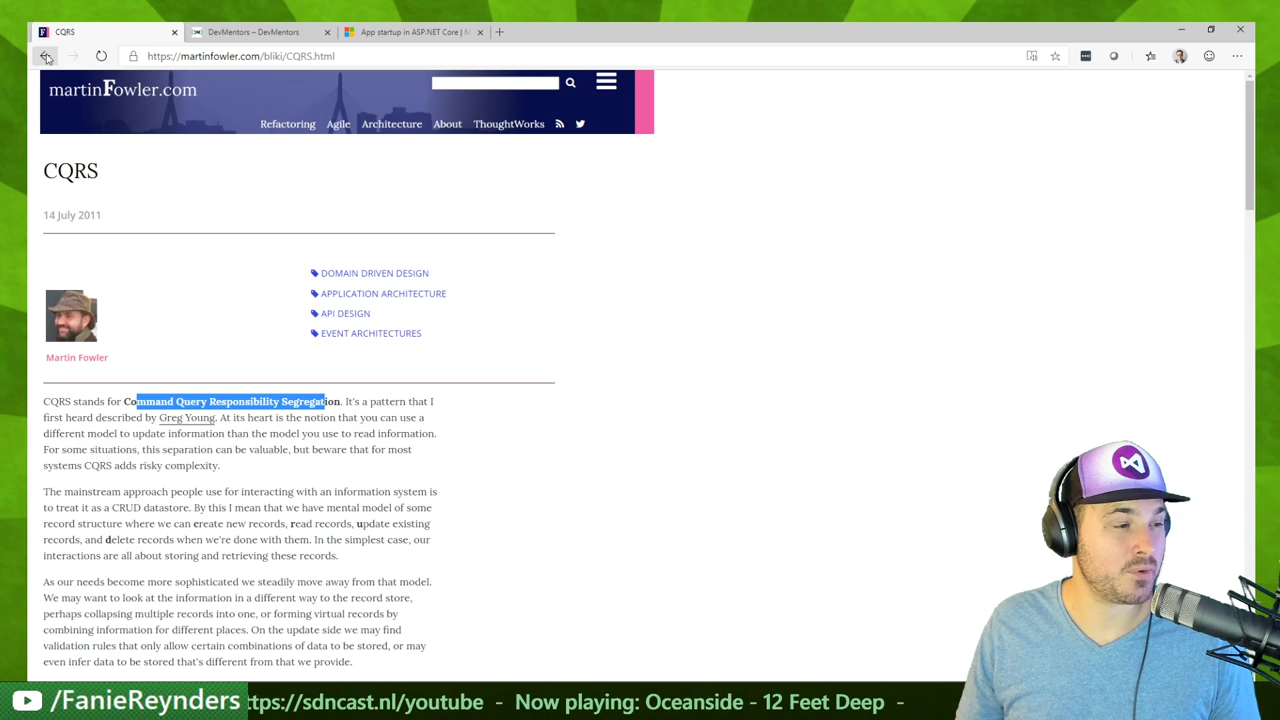 CQRS
DevMentors – DevMentors
App startup in ASP.NET Core | M
https://martinfowler.com/bliki/CQRS.html
martinFowler.com
Refactoring Agile Architecture About ThoughtWorks
CQRS
14 July 2011
DOMAIN DRIVEN DESIGN
APPLICATION ARCHITECTURE
API DESIGN
EVENT ARCHITECTURES
Martin Fowler
CQRS stands for Command Query Responsibility Segregation. It's a pattern that I
first heard described by Greg Young. At its heart is the notion that you can use a
different model to update information than the model you use to read information.
For some situations, this separation can be valuable, but beware that for most
systems CQRS adds risky complexity.
The mainstream approach people use for interacting with an information system is
to treat it as a CRUD datastore. By this I mean that we have mental model of some
record structure where we can create new records, read records, update existing
records, and delete records when we're done with them. In the simplest case, our
interactions are all about storing and retrieving these records.
As our needs become more sophisticated we steadily move away from that model.
We may want to look at the information in a different way to the record store,
perhaps collapsing multiple records into one, or forming virtual records by
combining information for different places. On the update side we may find
validation rules that only allow certain combinations of data to be stored, or may
even infer data to be stored that's different from that we provide.
/FanieReynders ttps://sdncast.nl/youtube - Now playing: Oceanside - 12 Feet Deep -